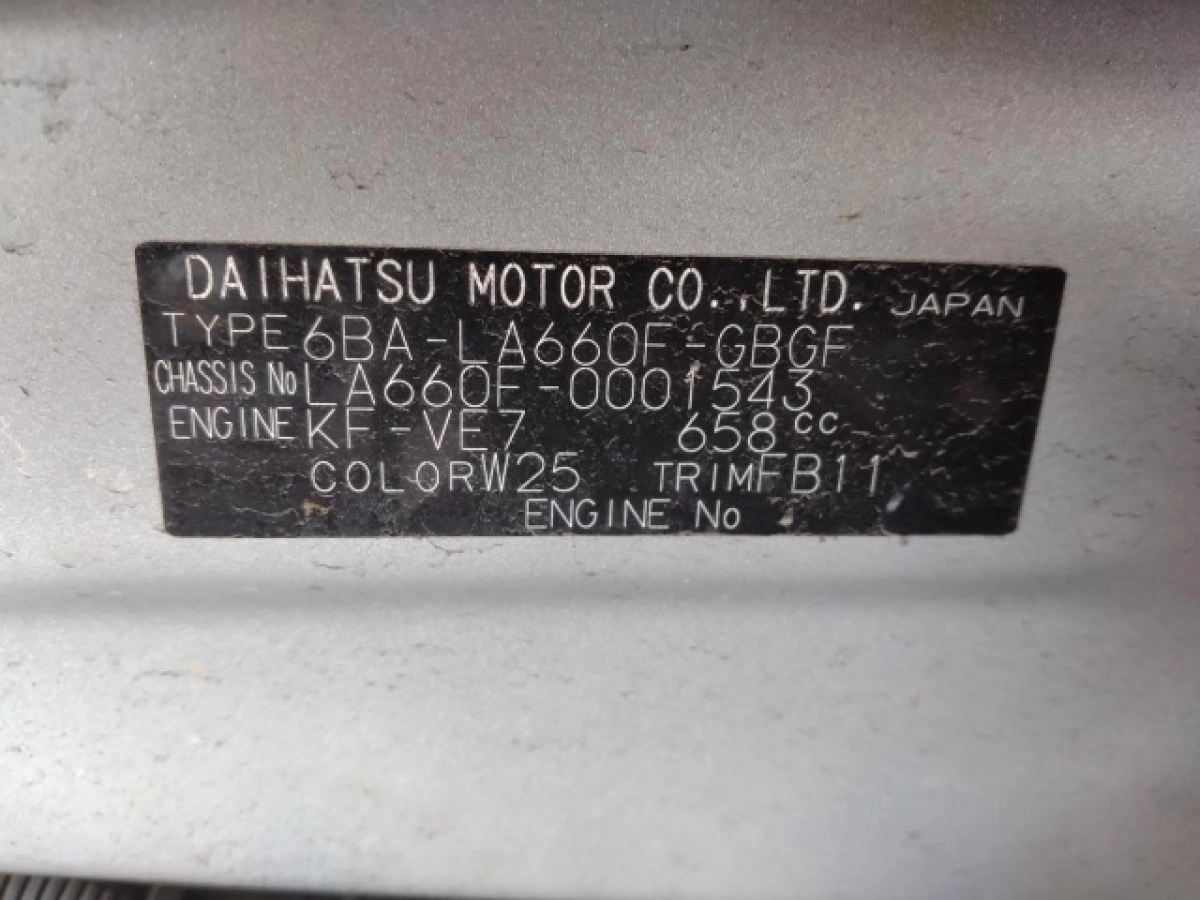 DAIHATSU MOTOR CO.,LTD. JAPAN
TYPE 6BA-LA660F-GBGF
CHASSIS No LA660F-0001543
ENGINE KF-VE7 658cc
COLOR W25 TRIM FB11
ENGINE No